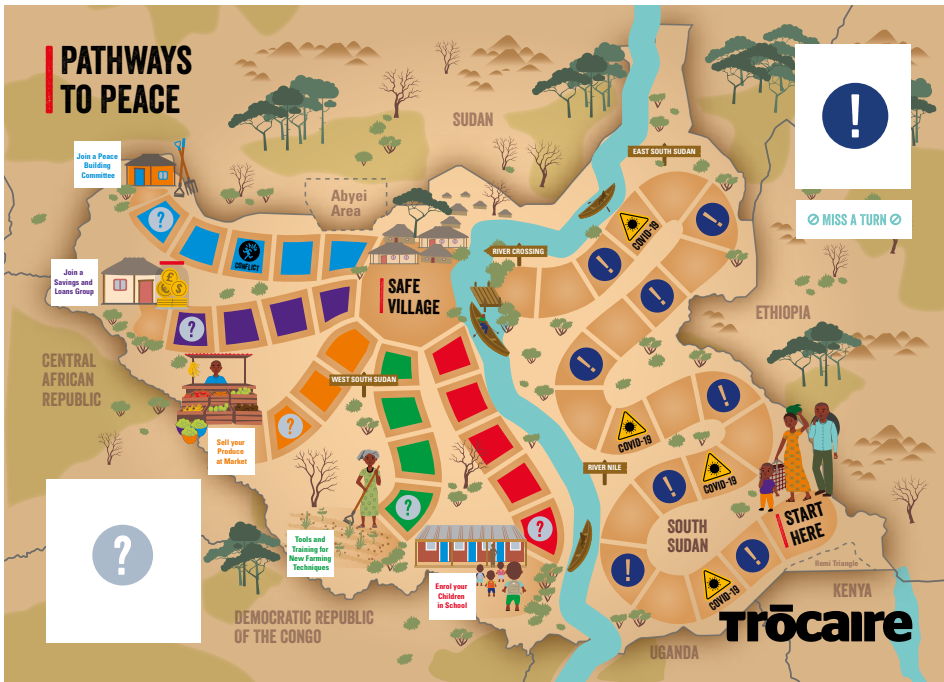 PATHWAYS
TO PEACE
SUDAN
!
EAST SOUTH SUDAN
Join a Peace
Building
Committee
?
Abyei
Area
MISS A TURN
COVID-19
!
CONFLICT
RIVER CROSSING
!
Join a
Savings and
Loans Group
SAFE
VILLAGE
!
ETHIOPIA
?
CENTRAL
AFRICAN
REPUBLIC
WEST SOUTH SUDAN
!
!
?
COVID-19
Sell your
Produce
at Market
RIVER NILE
COVID-19
!
?
?
START
HERE
SOUTH
SUDAN
Tools and
Training for
New Farming
Techniques
?
!
!
Ilemi Triangle
COVID-19
Enrol your
Children
in School
KENYA
DEMOCRATIC REPUBLIC
OF THE CONGO
Trōcaire
UGANDA